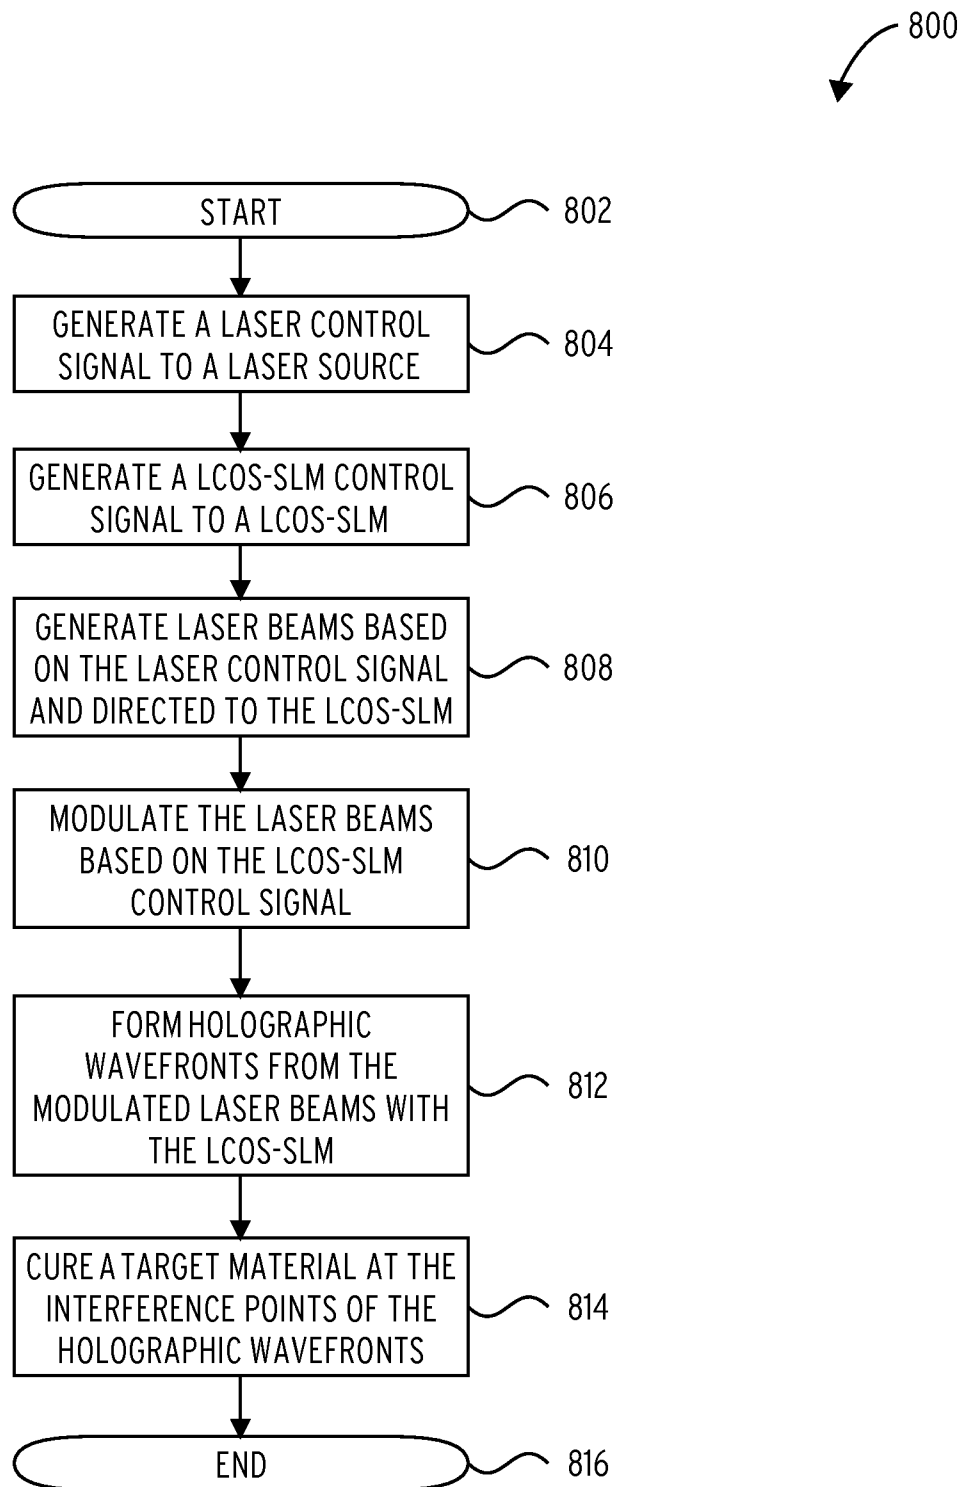 800
START
802
GENERATE A LASER CONTROL
SIGNAL TO A LASER SOURCE
804
GENERATE A LCOS-SLM CONTROL
SIGNAL TO A LCOS-SLM
806
GENERATE LASER BEAMS BASED
ON THE LASER CONTROL SIGNAL
AND DIRECTED TO THE LCOS-SLM
808
MODULATE THE LASER BEAMS
BASED ON THE LCOS-SLM
CONTROL SIGNAL
810
FORM HOLOGRAPHIC
WAVEFRONTS FROM THE
MODULATED LASER BEAMS WITH
THE LCOS-SLM
812
CURE A TARGET MATERIAL AT THE
INTERFERENCE POINTS OF THE
HOLOGRAPHIC WAVEFRONTS
814
END
816